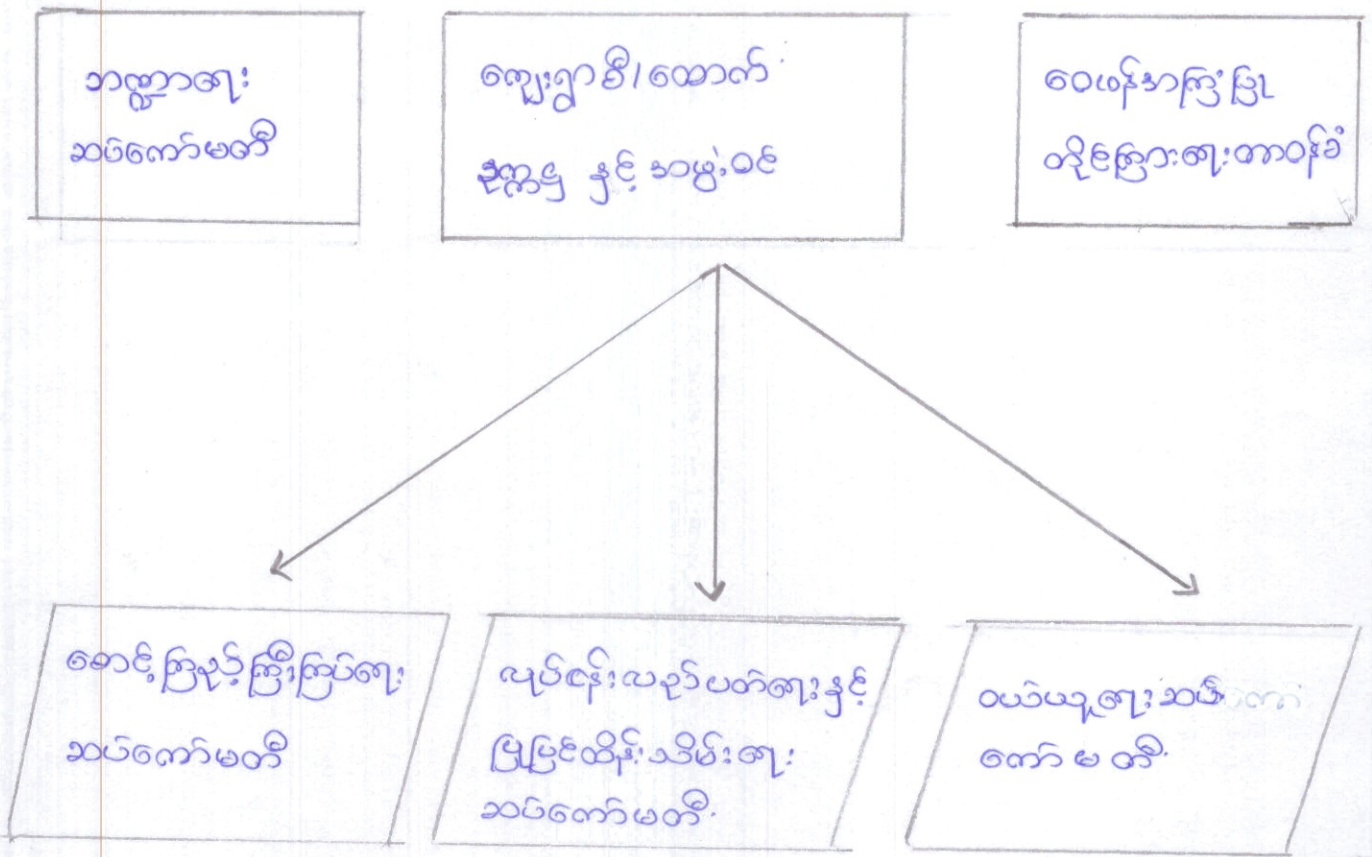 ဘဏ္ဍာရေး
ဆပ်ကော်မတီ
ကျေးရွာစီ/ထောက်
ဥက္ကဋ္ဌ နှင့် အဖွဲ့ဝင်
ဝေဖန်အကြံပြု
တိုင်ကြားရေးတာဝန်ခံ
စောင့်ကြည့်ကြီးကြပ်ရေး
ဆပ်ကော်မတီ
လုပ်ငန်းလည်ပတ်ရေးနှင့်
ပြုပြင်ထိန်းသိမ်းရေး
ဆပ်ကော်မတီ
ဝယ်ယူရေးဆပ်
ကော်မတီ